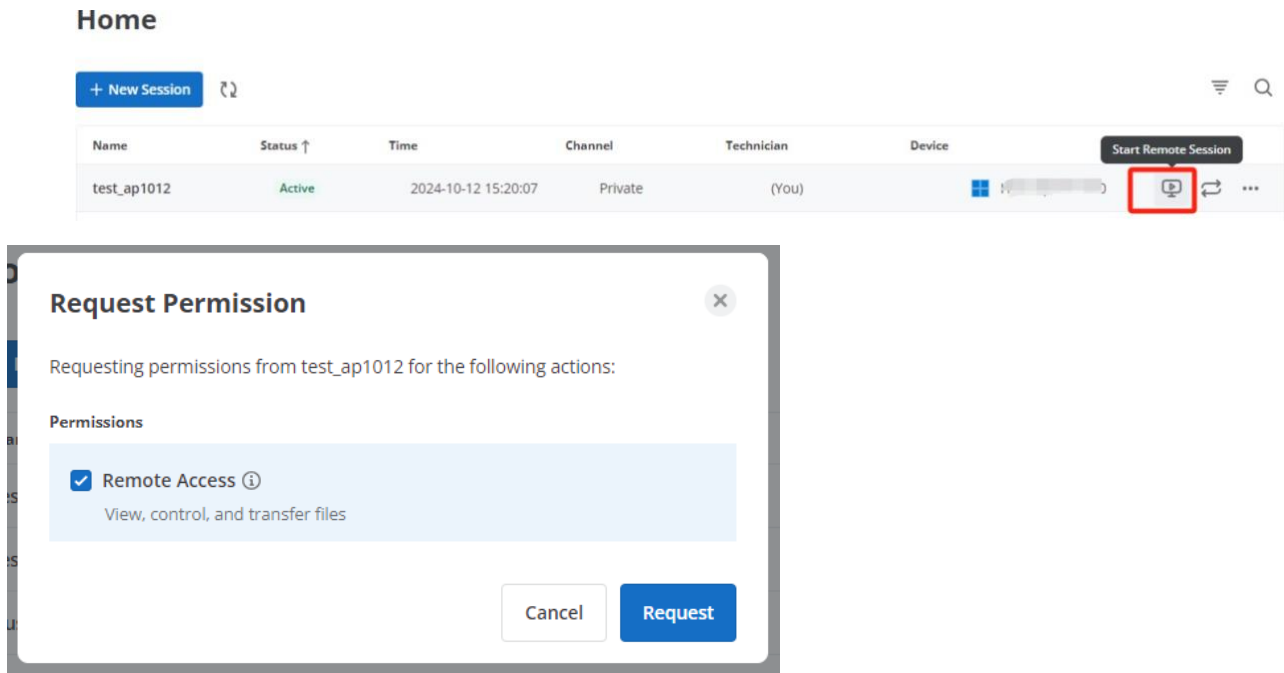 Home
+ New Session
Name Status ↑ Time Channel Technician Device
Start Remote Session
test_ap1012 Active 2024-10-12 15:20:07 Private (You)
Request Permission
Requesting permissions from test_ap1012 for the following actions:
Permissions
Remote Access
View, control, and transfer files
Cancel Request